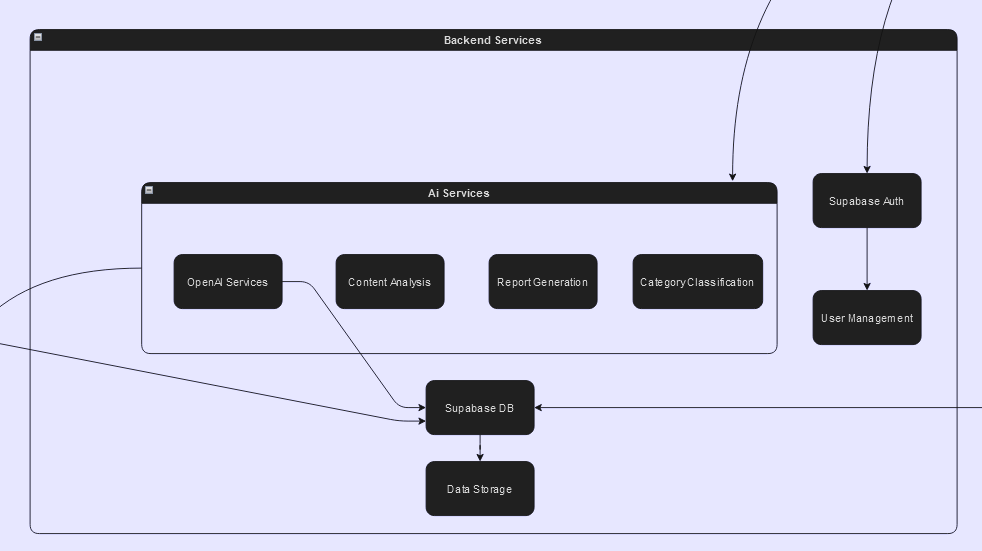 Backend Services
Ai Services
Supabase Auth
OpenAI Services
Content Analysis
Report Generation
Category Classification
User Management
Supabase DB
Data Storage